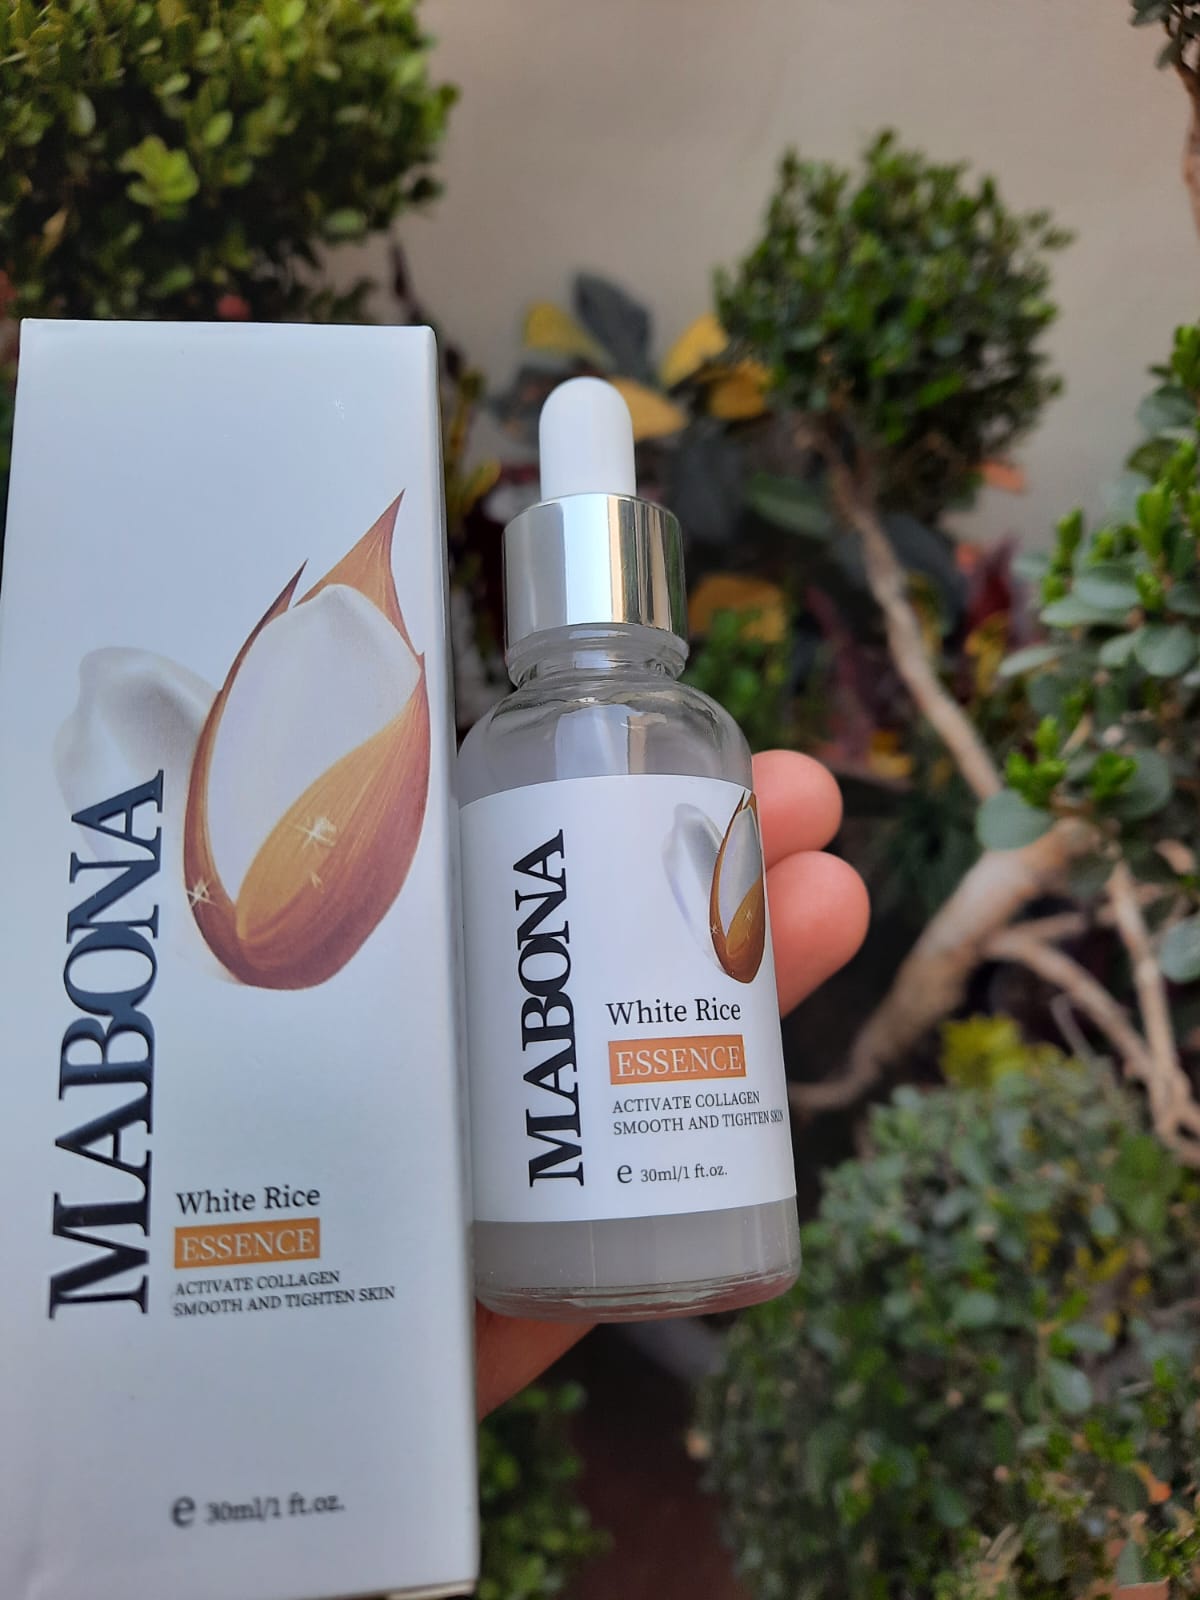 MABONA
White Rice
ESSENCE
ACTIVATE COLLAGEN
SMOOTH AND TIGHTEN SKIN
e 30ml/1 ft.oz.
MABONA
White Rice
ESSENCE
ACTIVATE COLLAGEN
SMOOTH AND TIGHTEN SKIN
e 30ml/1 ft.oz.